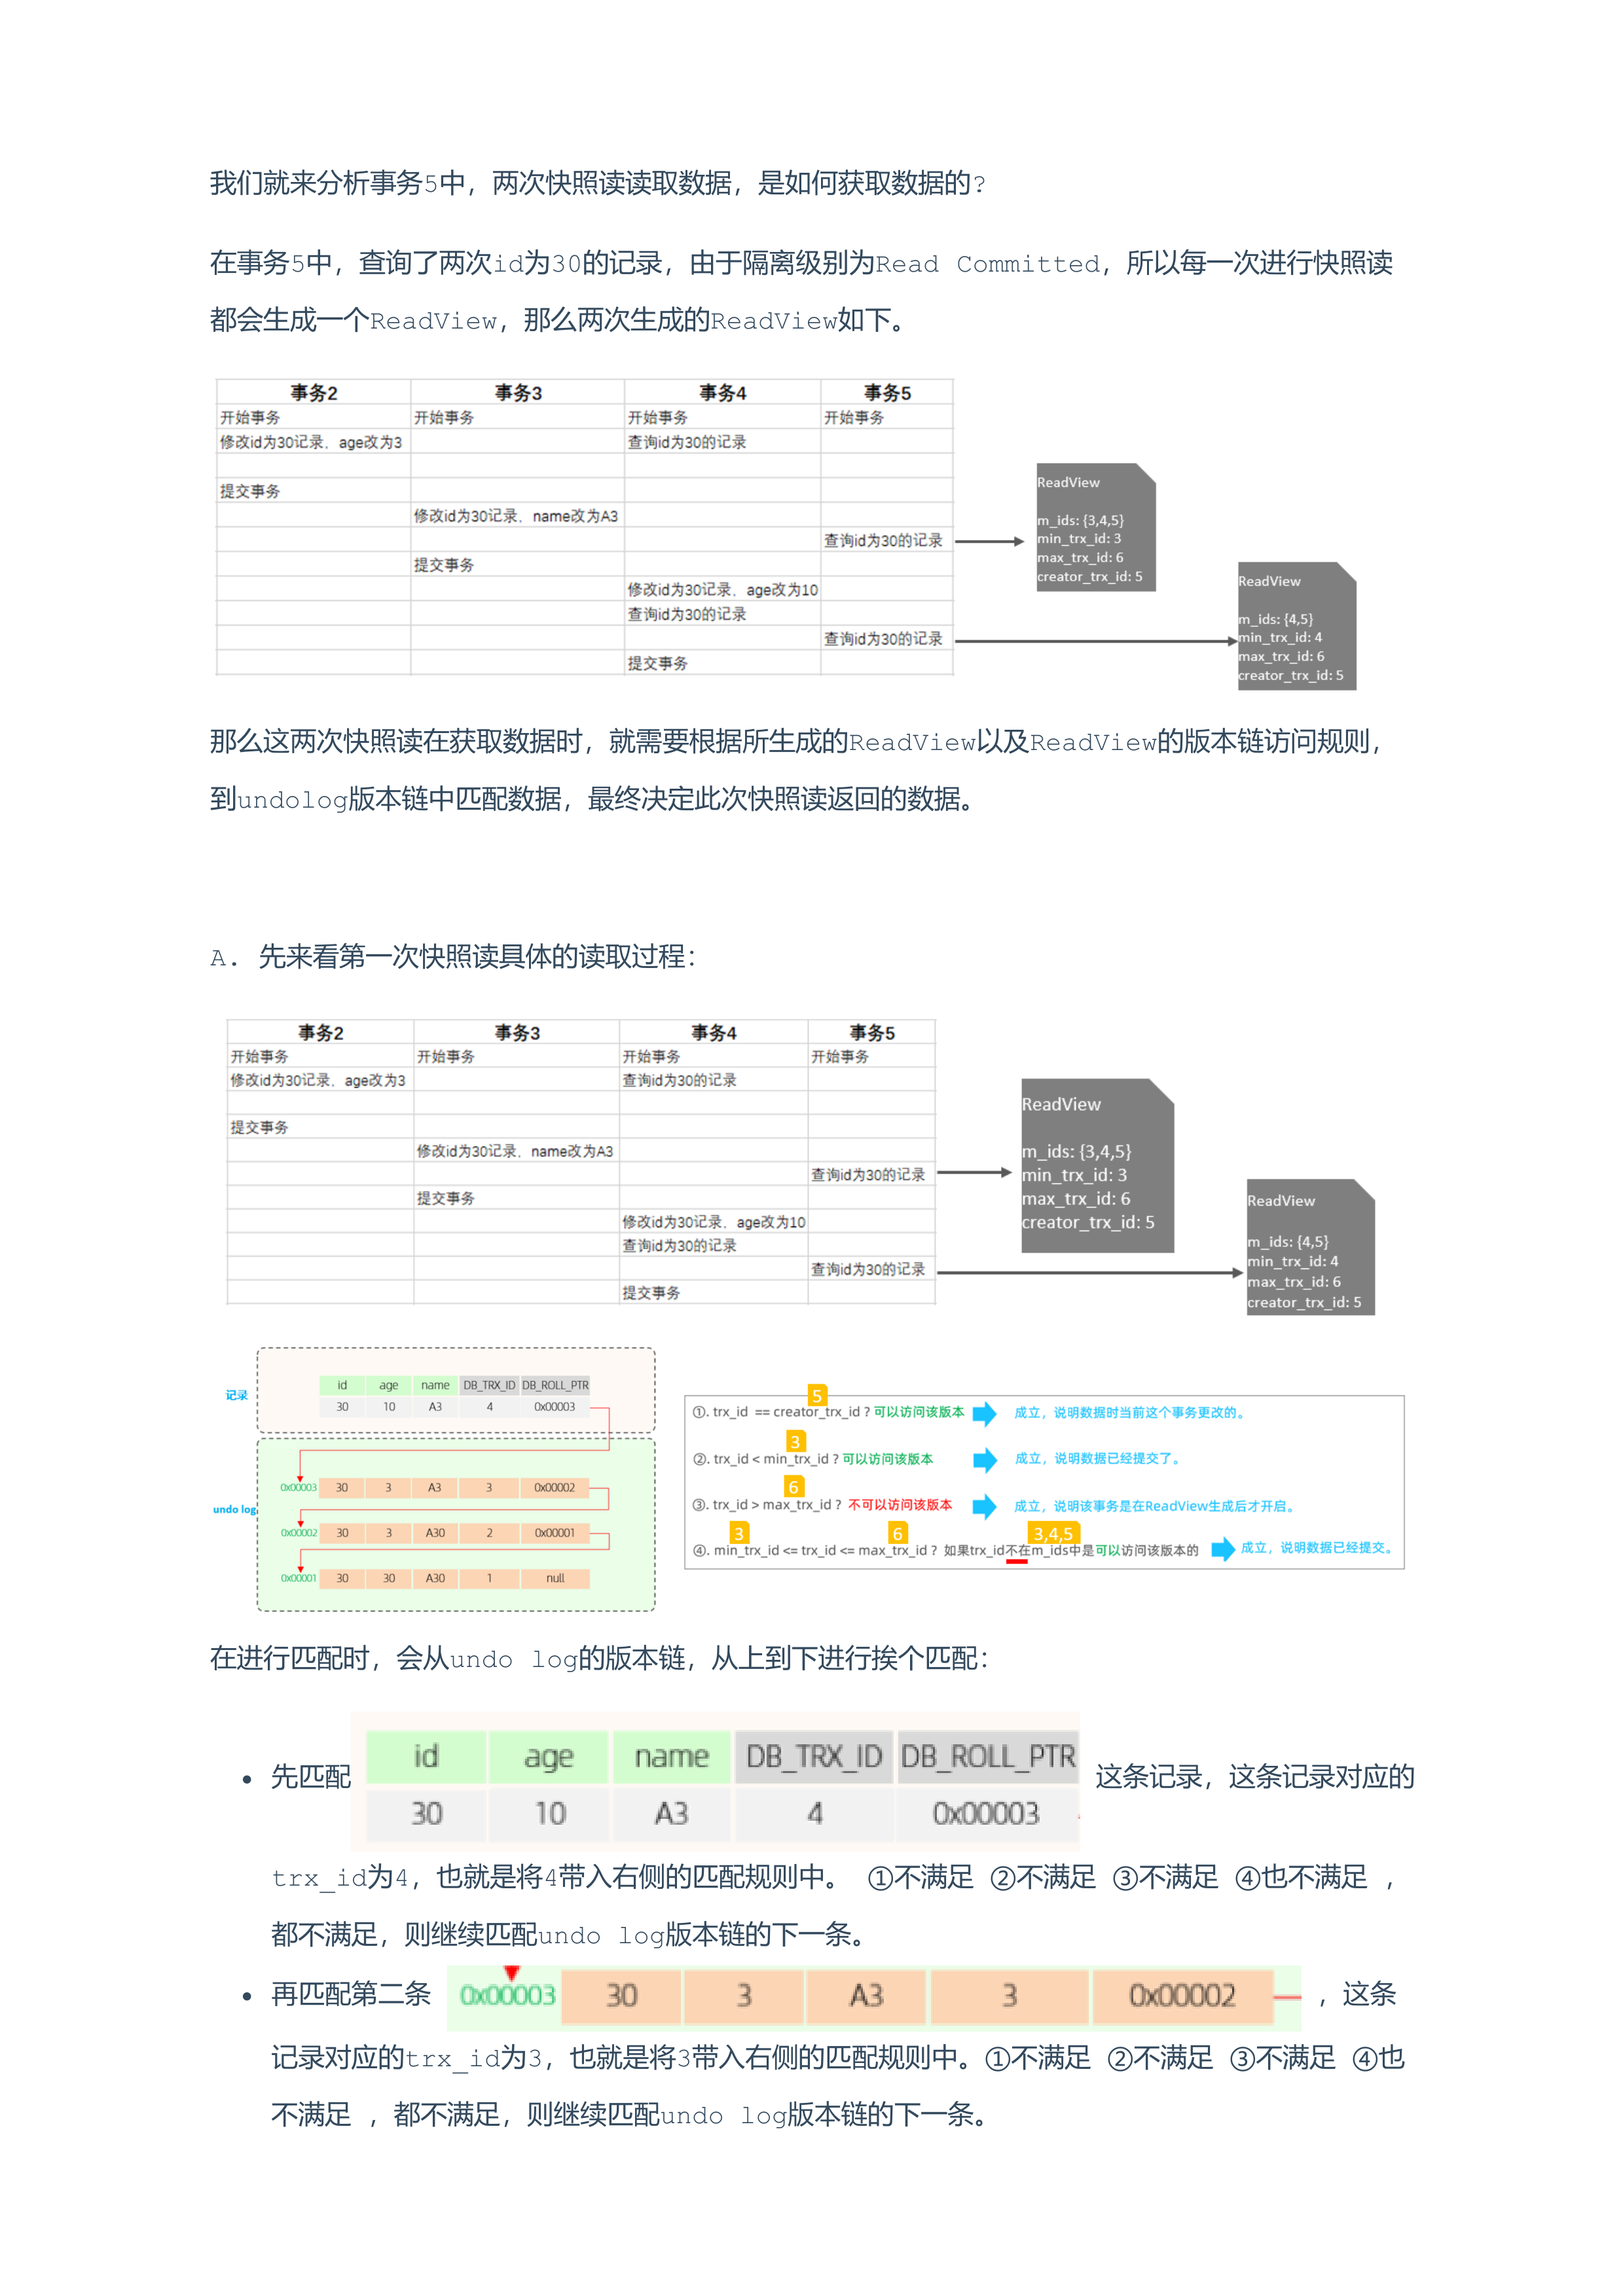 我们就来分析事务5中，两次快照读读取数据，是如何获取数据的?
在事务5中，查询了两次id为30的记录，由于隔离级别为Read Committed，所以每一次进行快照读
都会生成一个ReadView，那么两次生成的ReadView如下。
事务2 事务3 事务4 事务5
开始事务 开始事务 开始事务 开始事务
修改id为30记录，age改为3 查询id为30的记录
提交事务
修改id为30记录，name改为A3
查询id为30的记录
提交事务
修改id为30记录，age改为10
查询id为30的记录
查询id为30的记录
提交事务
ReadView
m_ids: {3,4,5}
min_trx_id: 3
max_trx_id: 6
creator_trx_id: 5
ReadView
m_ids: {4,5}
min_trx_id: 4
max_trx_id: 6
creator_trx_id: 5
那么这两次快照读在获取数据时，就需要根据所生成的ReadView以及ReadView的版本链访问规则，
到undolog版本链中匹配数据，最终决定此次快照读返回的数据。
A. 先来看第一次快照读具体的读取过程：
事务2 事务3 事务4 事务5
开始事务 开始事务 开始事务 开始事务
修改id为30记录，age改为3 查询id为30的记录
提交事务
修改id为30记录，name改为A3
查询id为30的记录
提交事务
修改id为30记录，age改为10
查询id为30的记录
查询id为30的记录
提交事务
ReadView
m_ids: {3,4,5}
min_trx_id: 3
max_trx_id: 6
creator_trx_id: 5
ReadView
m_ids: {4,5}
min_trx_id: 4
max_trx_id: 6
creator_trx_id: 5
记录
id age name DB_TRX_ID DB_ROLL_PTR
30 10 A3 4 0x00003
undo log
0x00003 30 3 A3 3 0x00002
0x00002 30 3 A30 2 0x00001
0x00001 30 30 A30 1 null
5
①. trx_id == creator_trx_id ? 可以访问该版本 成立，说明数据时当前这个事务更改的。
3
②. trx_id < min_trx_id ? 可以访问该版本 成立，说明数据已经提交了。
6
③. trx_id > max_trx_id ? 不可以访问该版本 成立，说明该事务是在ReadView生成后才开启。
3 6 3,4,5
④. min_trx_id <= trx_id <= max_trx_id ? 如果trx_id不在m_ids中是可以访问该版本的 成立，说明数据已经提交。
在进行匹配时，会从undo log的版本链，从上到下进行挨个匹配：
id age name DB_TRX_ID DB_ROLL_PTR
• 先匹配 这条记录，这条记录对应的
30 10 A3 4 0x00003
trx_id为4，也就是将4带入右侧的匹配规则中。 ①不满足 ②不满足 ③不满足 ④也不满足 ，
都不满足，则继续匹配undo log版本链的下一条。
• 再匹配第二条 0x00003 30 3 A3 3 0x00002 ，这条
记录对应的trx_id为3，也就是将3带入右侧的匹配规则中。①不满足 ②不满足 ③不满足 ④也
不满足 ，都不满足，则继续匹配undo log版本链的下一条。